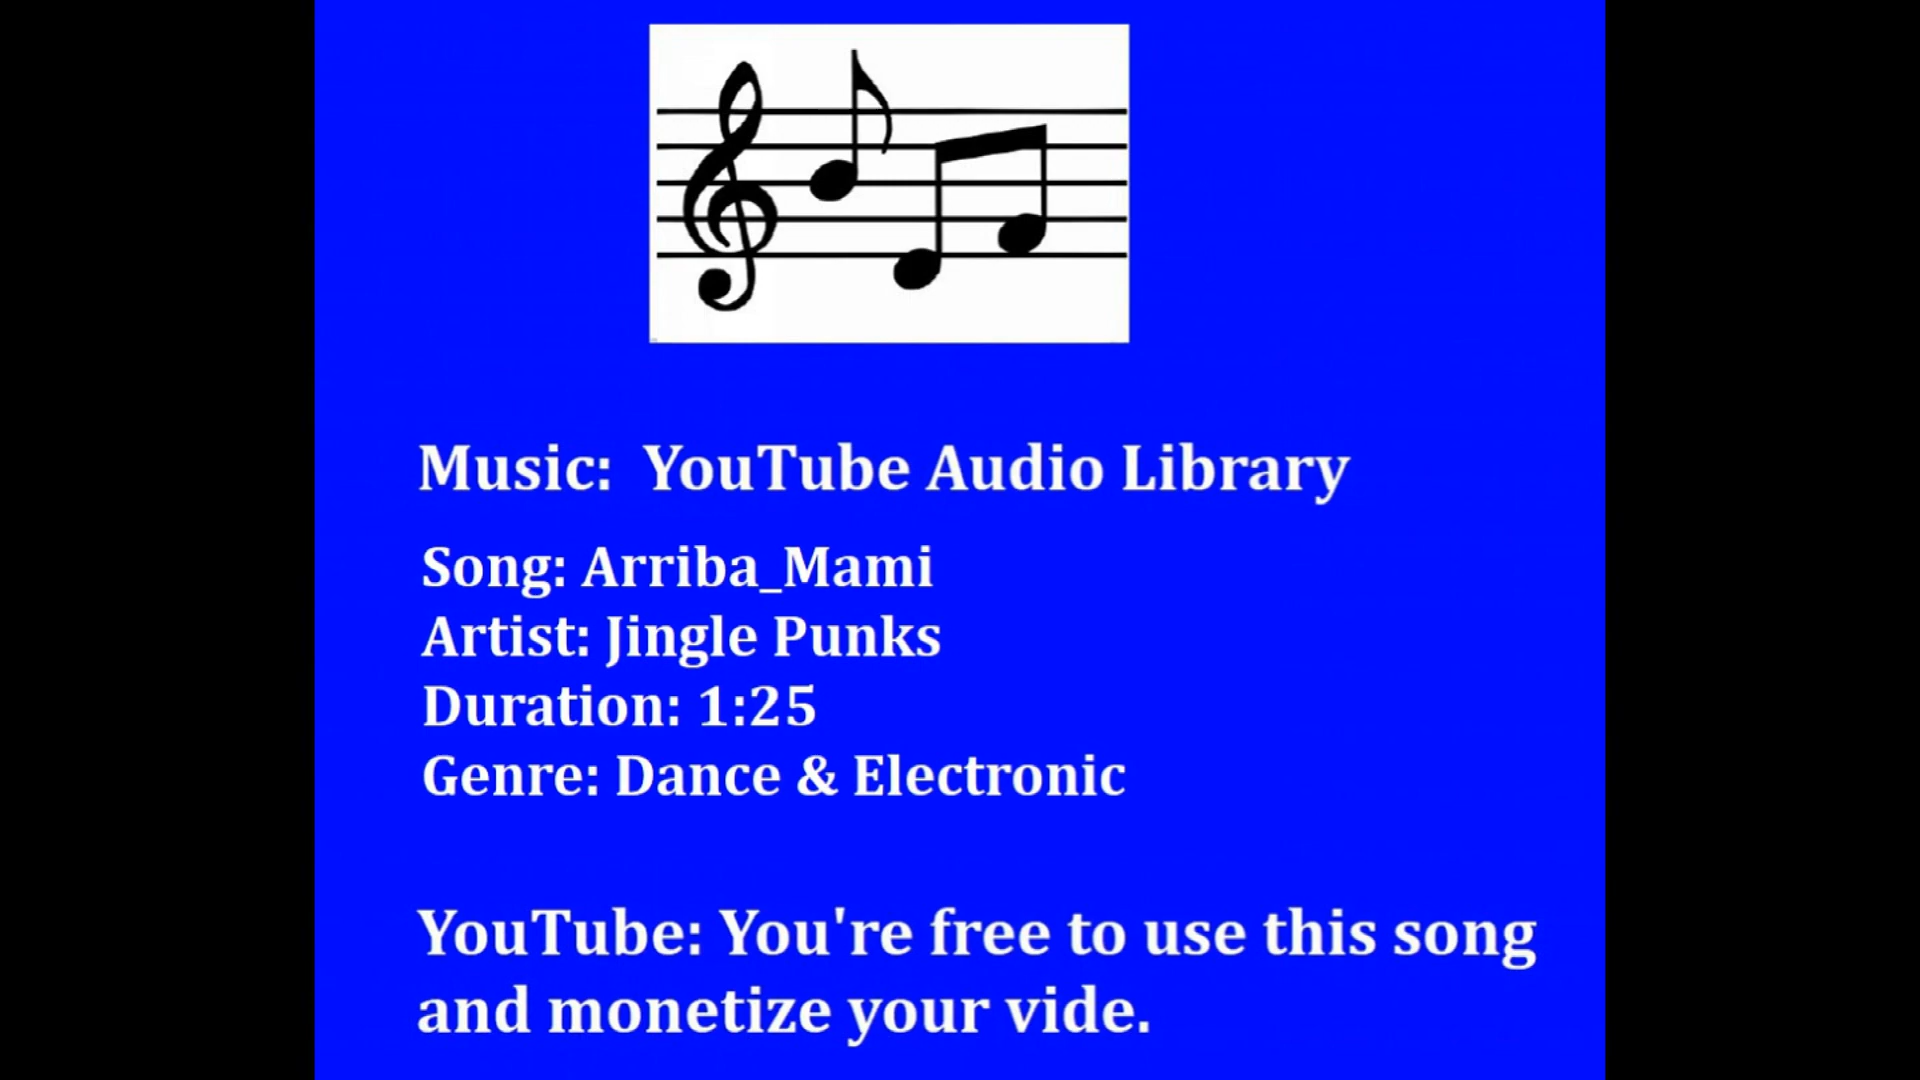 Music:  YouTube Audio Library
Song: Arriba_Mami
Artist: Jingle Punks
Duration: 1:25
Genre: Dance & Electronic
YouTube: You're free to use this song
and monetize your vide.